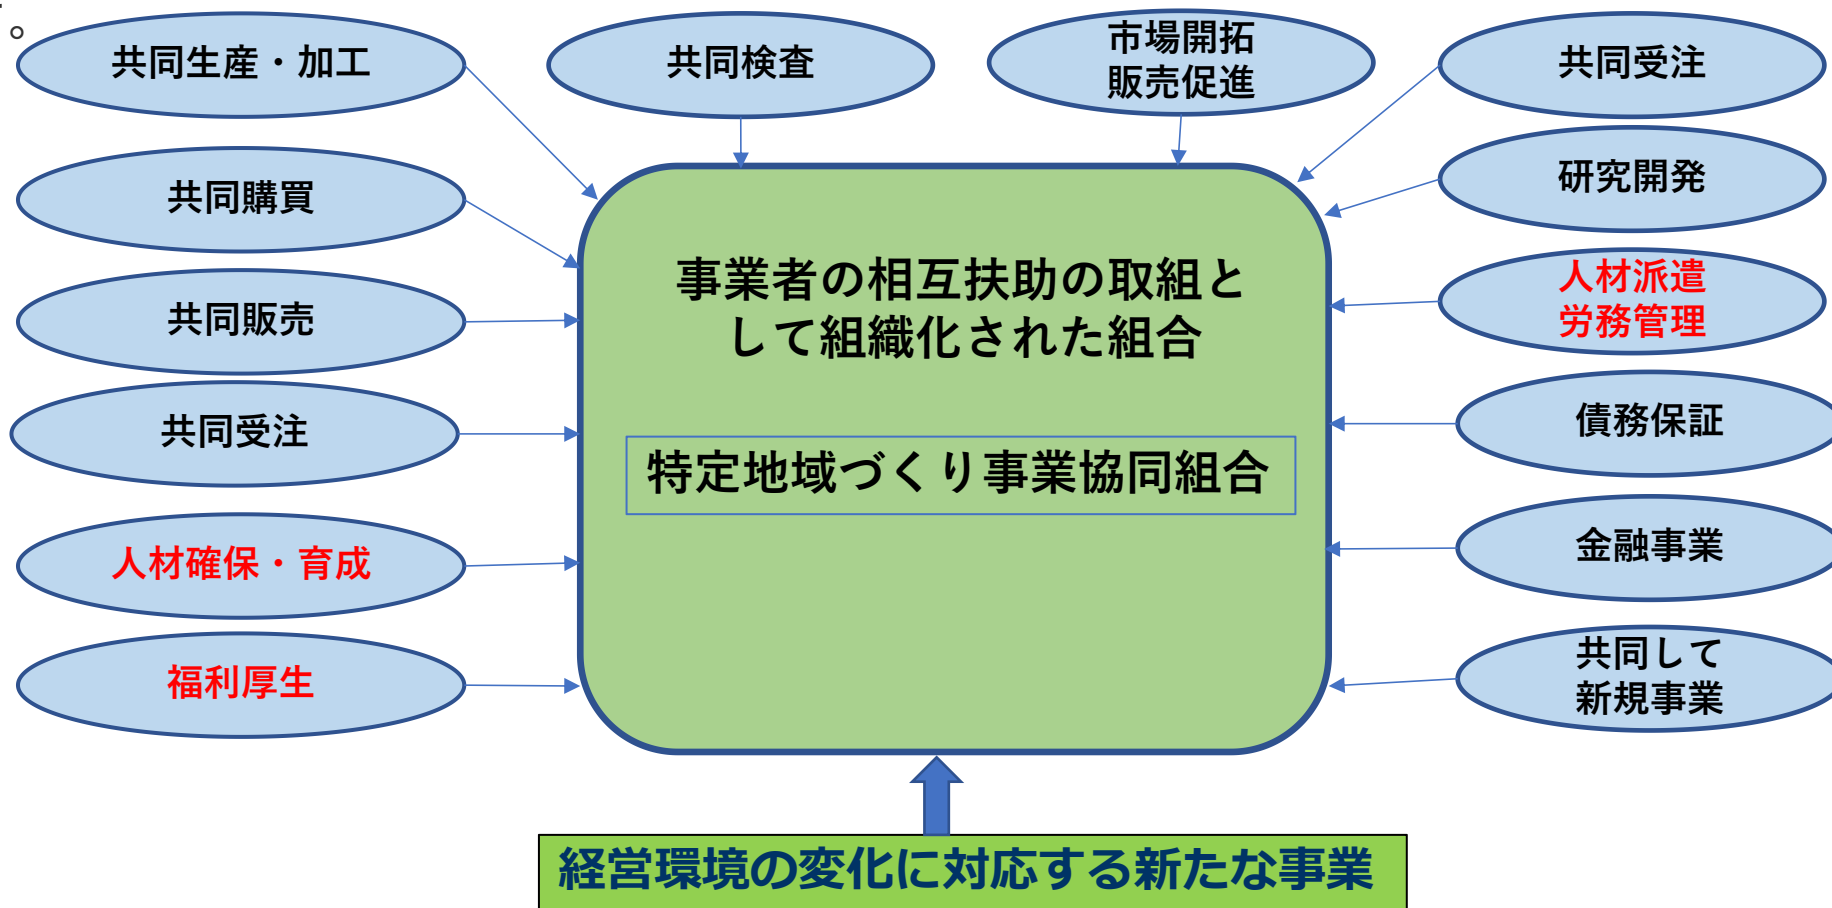 。
共同生産・加工
共同検査
市場開拓
販売促進
共同受注
共同購買
研究開発
事業者の相互扶助の取組と
して組織化された組合
人材派遣
労務管理
共同販売
共同受注
債務保証
特定地域づくり事業協同組合
人材確保・育成
金融事業
福利厚生
共同して
新規事業
経営環境の変化に対応する新たな事業